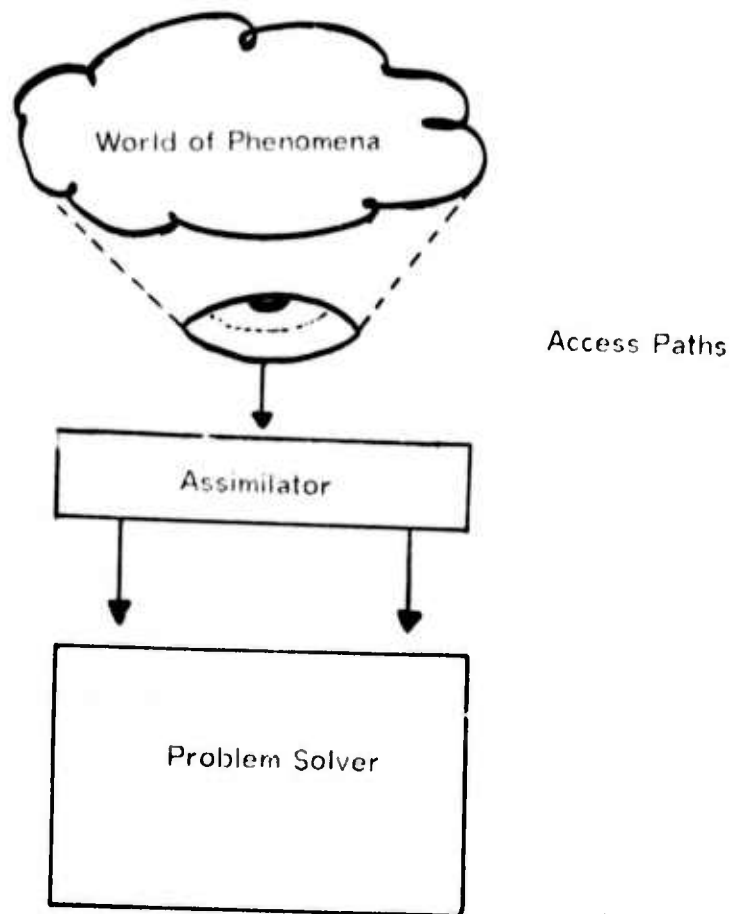 World of Phenomena
Access Paths
Assimilator
Problem Solver